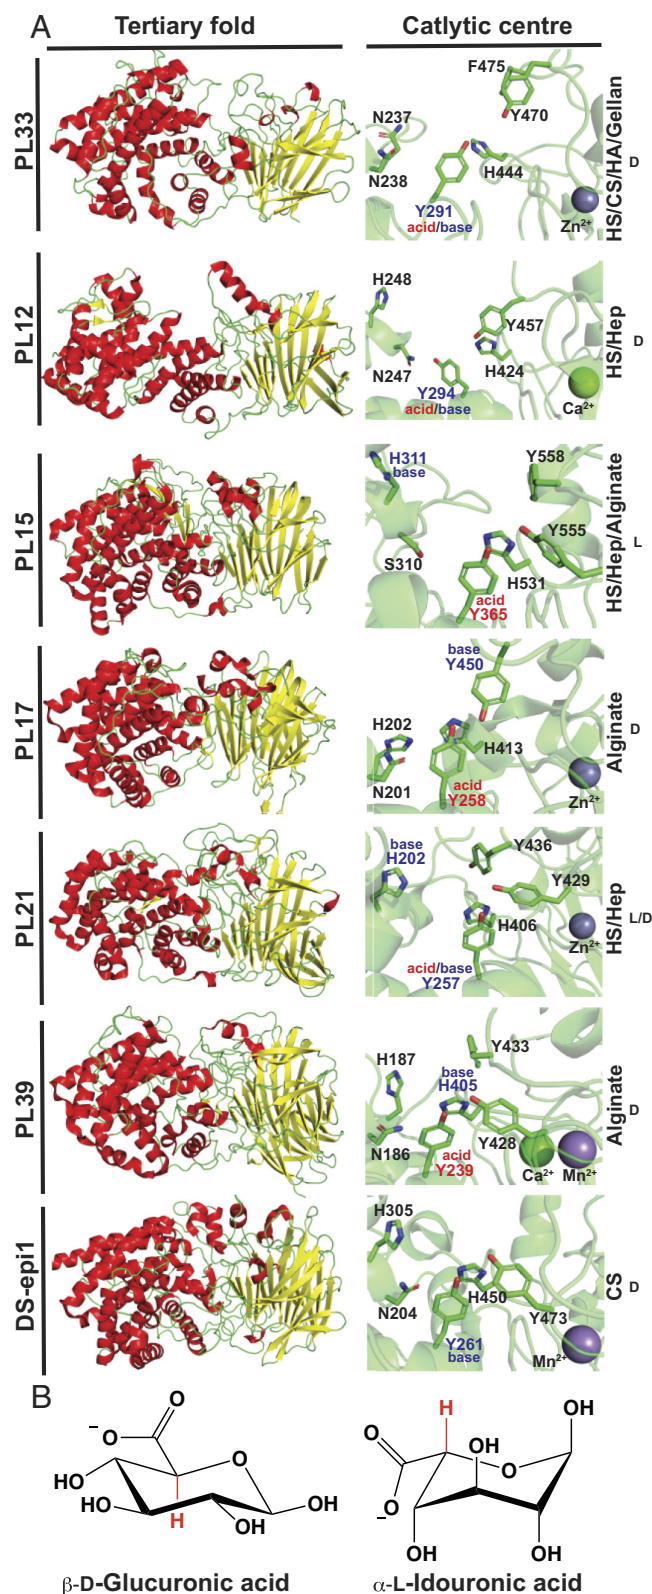 A
Tertiary fold
Catlytic centre
PL33
F475
Y470
N237
N238
H444
Y291
acid/base
Zn²⁺
HS/CS/HA/Gellan
D
PL12
H248
Y457
N247
H424
Y294
acid/base
Ca²⁺
HS/Hep
D
PL15
H311
base
Y558
Y555
S310
H531
acid
Y365
HS/Hep/Alginate
L
PL17
base
Y450
H202
H413
N201
acid
Y258
Zn²⁺
Alginate
D
PL21
base
H202
Y436
Y429
H406
Zn²⁺
acid/base
Y257
HS/Hep
L/D
PL39
Y433
H187
base
H405
N186
Y428
acid
Y239
Ca²⁺
Mn²⁺
Alginate
D
DS-epi1
H305
N204
H450
Y473
Y261
base
Mn²⁺
CS
D
B
O
⁻O
O
HO
HO
H
OH
OH
H
OH
O
OH
O
O⁻
OH
OH
β-D-Glucuronic acid
α-L-Idouronic acid